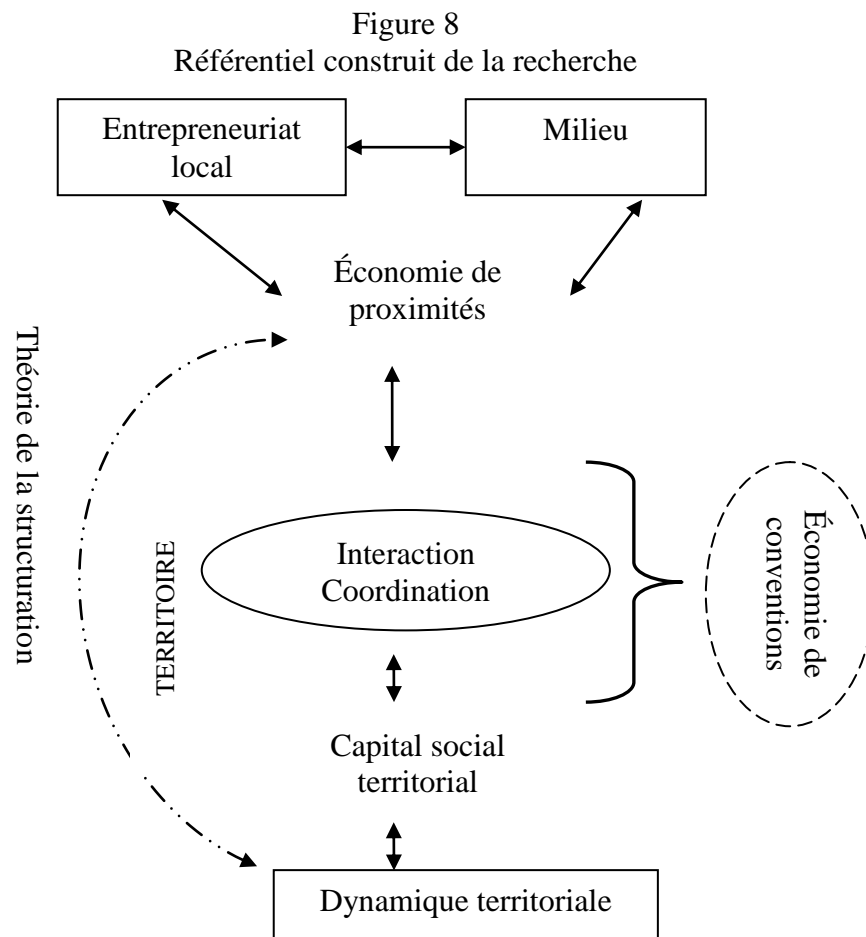 Figure 8
Référentiel construit de la recherche
Entrepreneuriat
local
Milieu
Économie de
proximités
Théorie de la structuration
TERRITOIRE
Interaction
Coordination
Économie de
conventions
Capital social
territorial
Dynamique territoriale